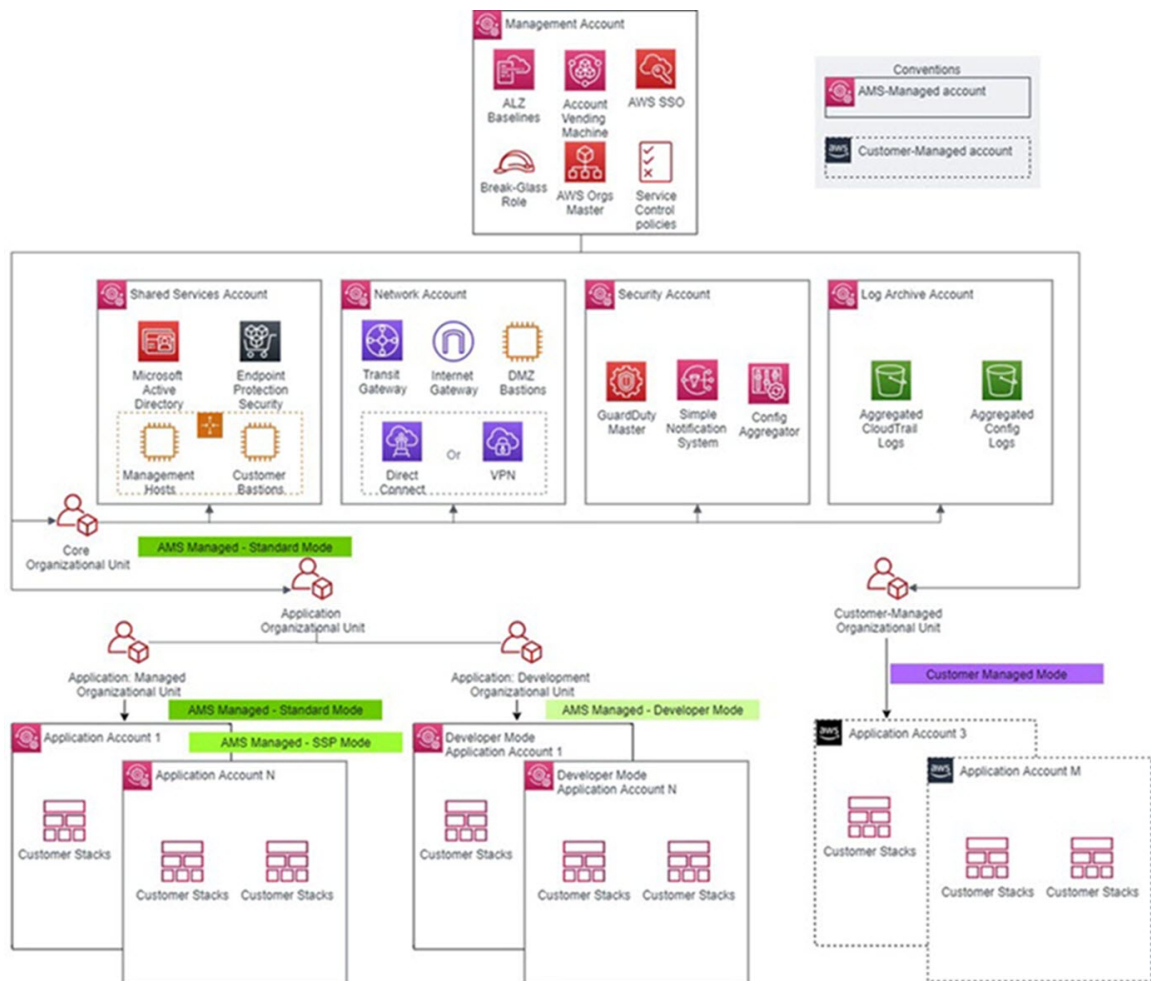 Management Account
ALZ
Baselines
Account
Vending
Machine
AWS SSO
Break-Glass
Role
AWS Orgs
Master
Service
Control
policies
Conventions
AMS-Managed account
aws
Customer-Managed account
Shared Services Account
Microsoft
Active
Directory
Endpoint
Protection
Security
Management
Hosts
Customer
Bastions
Network Account
Transit
Gateway
Internet
Gateway
DMZ
Bastions
Direct
Connect
Or
VPN
Security Account
GuardDuty
Master
Simple
Notification
System
Config
Aggregator
Log Archive Account
Aggregated
CloudTrail
Logs
Aggregated
Config
Logs
Core
Organizational Unit
AMS Managed - Standard Mode
Application
Organizational Unit
Customer-Managed
Organizational Unit
Application: Managed
Organizational Unit
Application: Development
Organizational Unit
Customer Managed Mode
AMS Managed - Standard Mode
AMS Managed - Developer Mode
Application Account 1
AMS Managed - SSP Mode
Developer Mode
Application Account 1
aws
Application Account 3
Application Account N
Developer Mode
Application Account N
aws
Application Account M
Customer Stacks
Customer Stacks
Customer Stacks
Customer Stacks
Customer Stacks
Customer Stacks
Customer Stacks
Customer Stacks
Customer Stacks